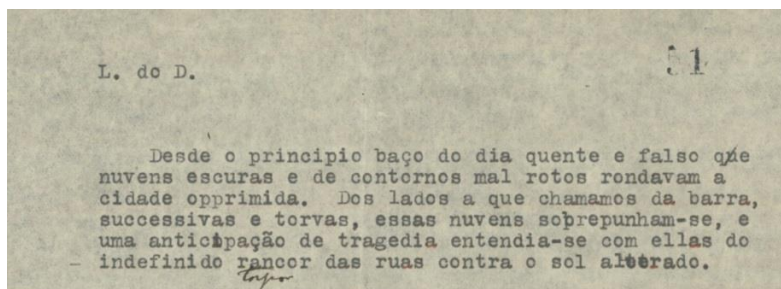 L. do D.
51
Desde o principio baço do dia quente e falso que
nuvens escuras e de contornos mal rotos rondavam a
cidade opprimida. Dos lados a que chamamos da barra,
successivas e torvas, essas nuvens sobrepunham-se, e
uma anticipação de tragedia entendia-se com ellas do
indefinido rancor das ruas contra o sol alterado.
torpor